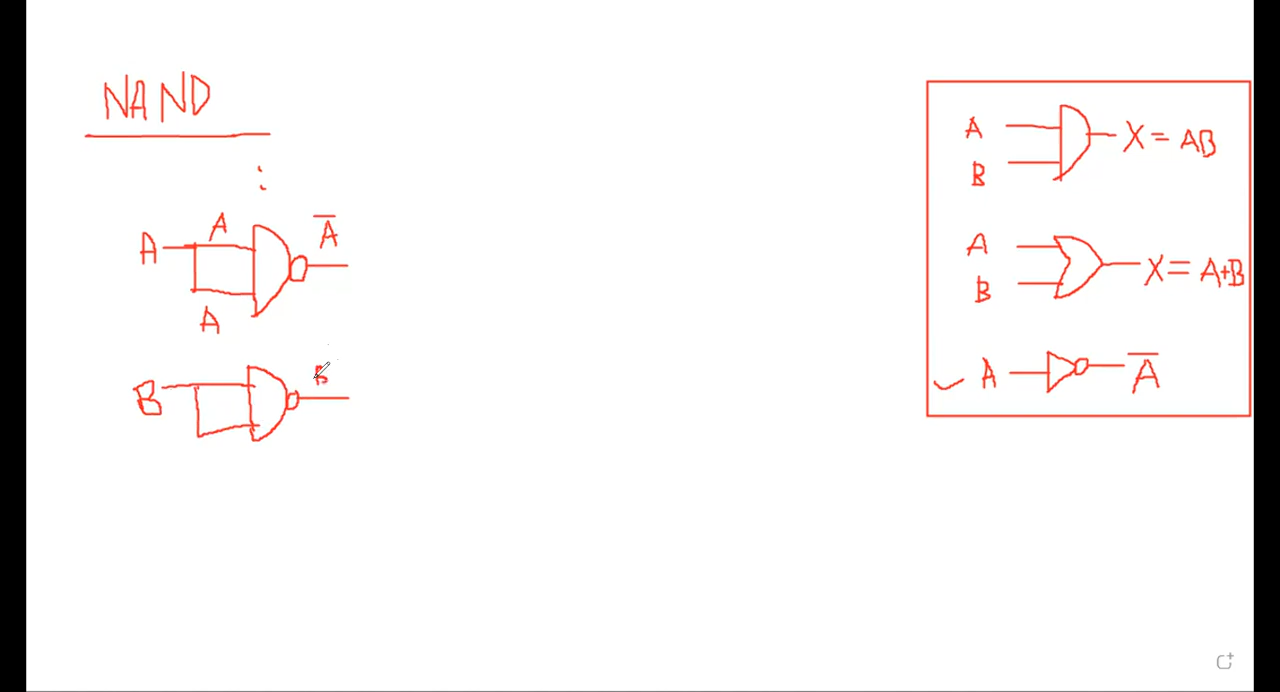 NAND
A A A̅
A
B B
A
B X = AB
A
B X = A+B
A A̅